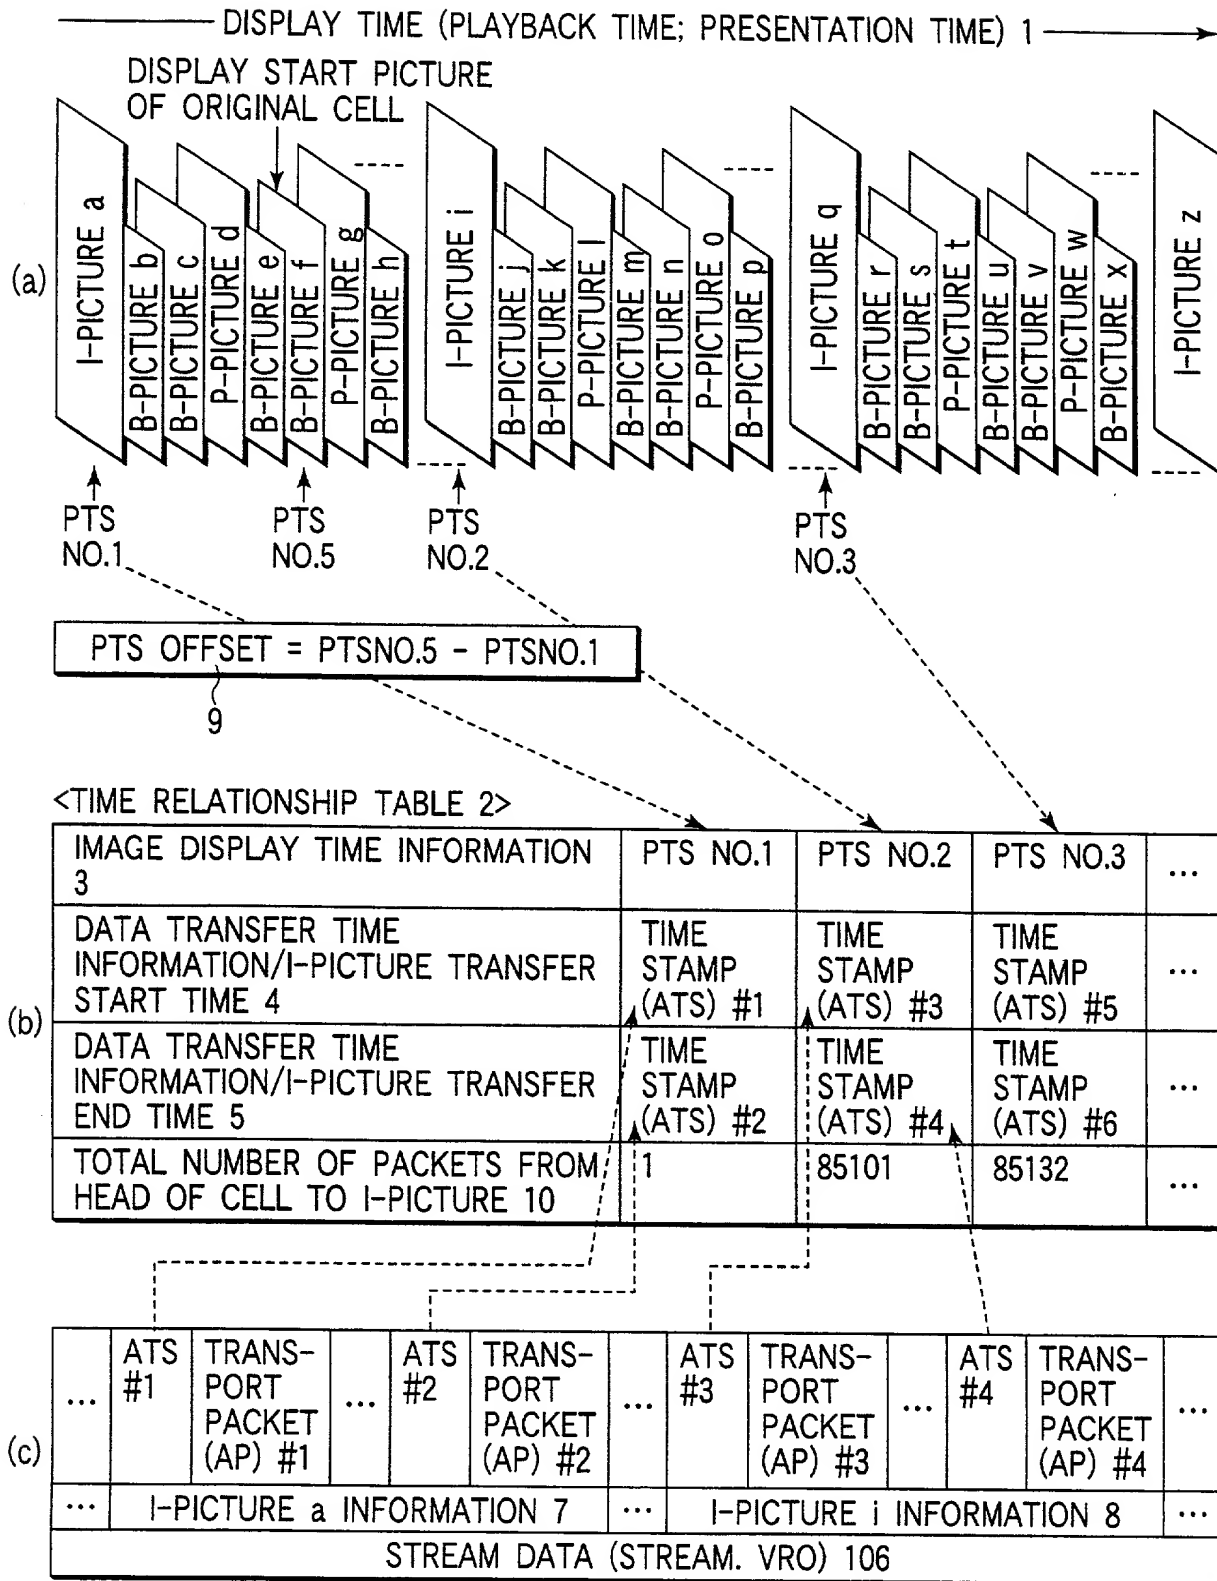 DISPLAY TIME (PLAYBACK TIME; PRESENTATION TIME) 1
DISPLAY START PICTURE
OF ORIGINAL CELL
(a)
I-PICTURE a
B-PICTURE b
B-PICTURE c
P-PICTURE d
B-PICTURE e
B-PICTURE f
P-PICTURE g
B-PICTURE h
I-PICTURE i
B-PICTURE j
B-PICTURE k
P-PICTURE l
B-PICTURE m
B-PICTURE n
P-PICTURE o
B-PICTURE p
I-PICTURE q
B-PICTURE r
B-PICTURE s
P-PICTURE t
B-PICTURE u
B-PICTURE v
P-PICTURE w
B-PICTURE x
I-PICTURE z
PTS
NO.1
PTS
NO.5
PTS
NO.2
PTS
NO.3
PTS OFFSET = PTSNO.5 - PTSNO.1
9
<TIME RELATIONSHIP TABLE 2>
(b)
IMAGE DISPLAY TIME INFORMATION
3
PTS NO.1
PTS NO.2
PTS NO.3
...
DATA TRANSFER TIME
INFORMATION/I-PICTURE TRANSFER
START TIME 4
TIME
STAMP
(ATS) #1
TIME
STAMP
(ATS) #3
TIME
STAMP
(ATS) #5
...
DATA TRANSFER TIME
INFORMATION/I-PICTURE TRANSFER
END TIME 5
TIME
STAMP
(ATS) #2
TIME
STAMP
(ATS) #4
TIME
STAMP
(ATS) #6
...
TOTAL NUMBER OF PACKETS FROM
HEAD OF CELL TO I-PICTURE 10
1
85101
85132
...
(c)
...
ATS
#1
TRANS-
PORT
PACKET
(AP) #1
...
ATS
#2
TRANS-
PORT
PACKET
(AP) #2
...
ATS
#3
TRANS-
PORT
PACKET
(AP) #3
...
ATS
#4
TRANS-
PORT
PACKET
(AP) #4
...
...
I-PICTURE a INFORMATION 7
...
I-PICTURE i INFORMATION 8
...
STREAM DATA (STREAM. VRO) 106